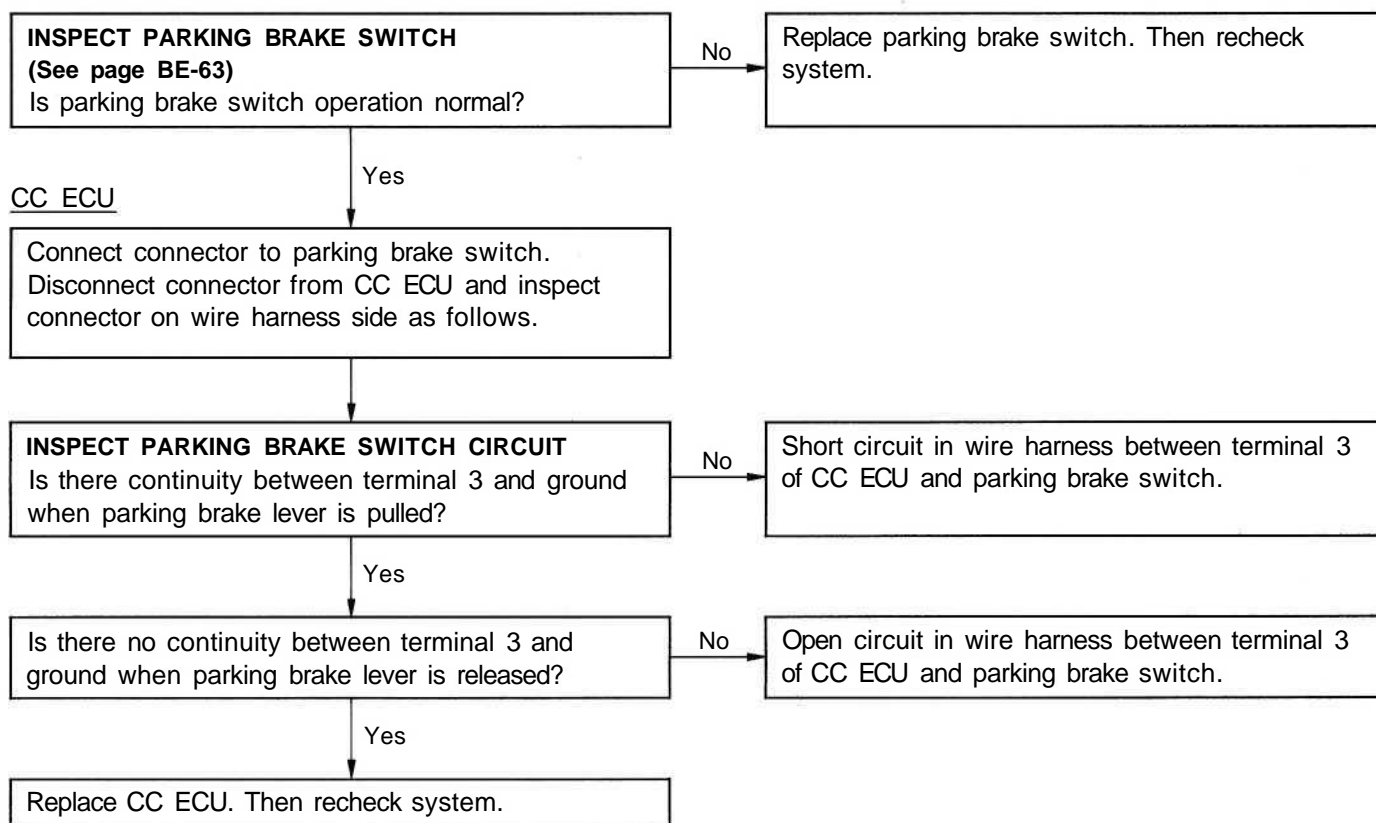 INSPECT PARKING BRAKE SWITCH
(See page BE-63)
Is parking brake switch operation normal?
No
Replace parking brake switch. Then recheck
system.
Yes
CC ECU
Connect connector to parking brake switch.
Disconnect connector from CC ECU and inspect
connector on wire harness side as follows.
INSPECT PARKING BRAKE SWITCH CIRCUIT
Is there continuity between terminal 3 and ground
when parking brake lever is pulled?
No
Short circuit in wire harness between terminal 3
of CC ECU and parking brake switch.
Yes
Is there no continuity between terminal 3 and
ground when parking brake lever is released?
No
Open circuit in wire harness between terminal 3
of CC ECU and parking brake switch.
Yes
Replace CC ECU. Then recheck system.